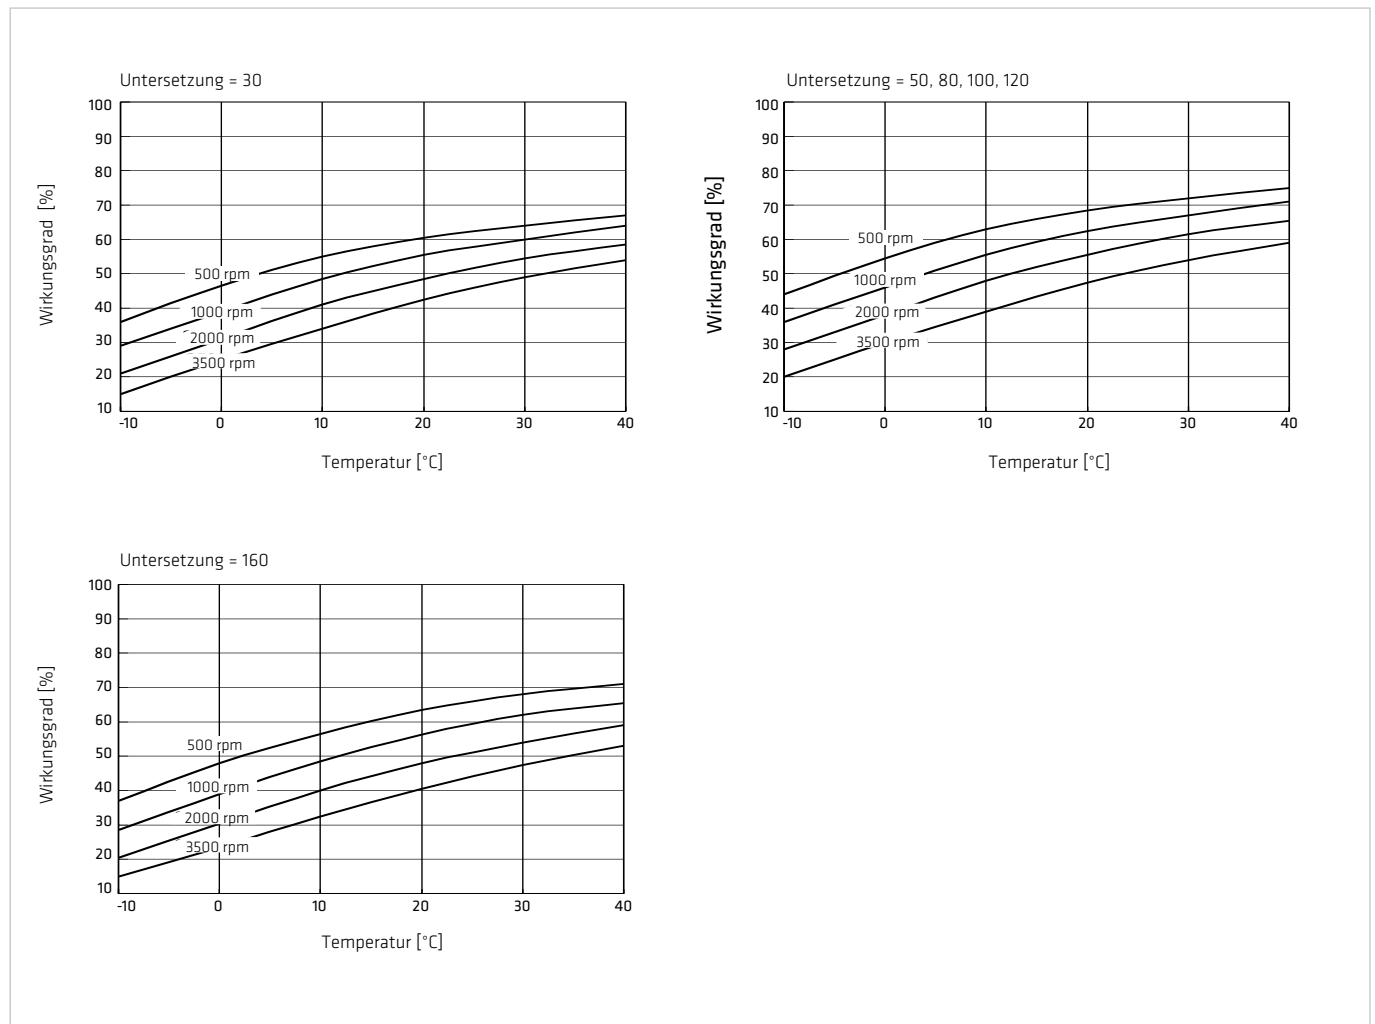 Untersetzung = 30
100
90
80
70
60
50
40
30
20
10
Wirkungsgrad [%]
500 rpm
1000 rpm
2000 rpm
3500 rpm
-10 0 10 20 30 40
Temperatur [°C]
Untersetzung = 50, 80, 100, 120
100
90
80
70
60
50
40
30
20
10
Wirkungsgrad [%]
500 rpm
1000 rpm
2000 rpm
3500 rpm
-10 0 10 20 30 40
Temperatur [°C]
Untersetzung = 160
100
90
80
70
60
50
40
30
20
10
Wirkungsgrad [%]
500 rpm
1000 rpm
2000 rpm
3500 rpm
-10 0 10 20 30 40
Temperatur [°C]